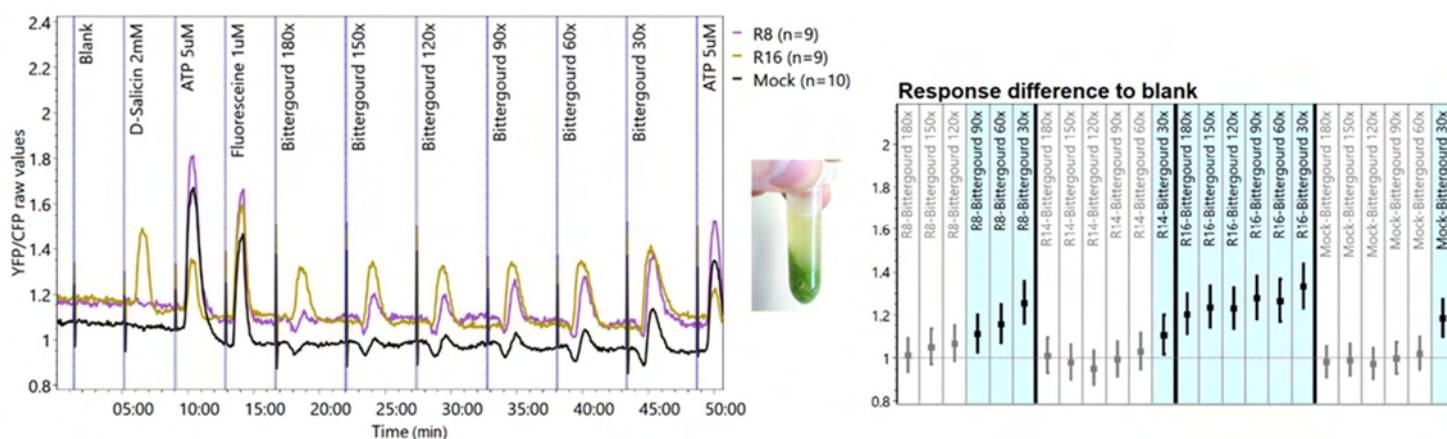 2.4
2.2
2
1.8
1.6
1.4
1.2
1
0.8
YFP/CFP raw values
Blank
D-Salicin 2mM
ATP 5uM
Fluoresceine 1uM
Bittergourd 180x
Bittergourd 150x
Bittergourd 120x
Bittergourd 90x
Bittergourd 60x
Bittergourd 30x
ATP 5uM
05:00 10:00 15:00 20:00 25:00 30:00 35:00 40:00 45:00 50:00
Time (min)
R8 (n=9)
R16 (n=9)
Mock (n=10)
Response difference to blank
2
1.8
1.6
1.4
1.2
1
0.8
R8-Bittergourd 180x
R8-Bittergourd 150x
R8-Bittergourd 120x
R8-Bittergourd 90x
R8-Bittergourd 60x
R8-Bittergourd 30x
R14-Bittergourd 180x
R14-Bittergourd 150x
R14-Bittergourd 120x
R14-Bittergourd 90x
R14-Bittergourd 60x
R14-Bittergourd 30x
R16-Bittergourd 180x
R16-Bittergourd 150x
R16-Bittergourd 120x
R16-Bittergourd 90x
R16-Bittergourd 60x
R16-Bittergourd 30x
Mock-Bittergourd 180x
Mock-Bittergourd 150x
Mock-Bittergourd 120x
Mock-Bittergourd 90x
Mock-Bittergourd 60x
Mock-Bittergourd 30x